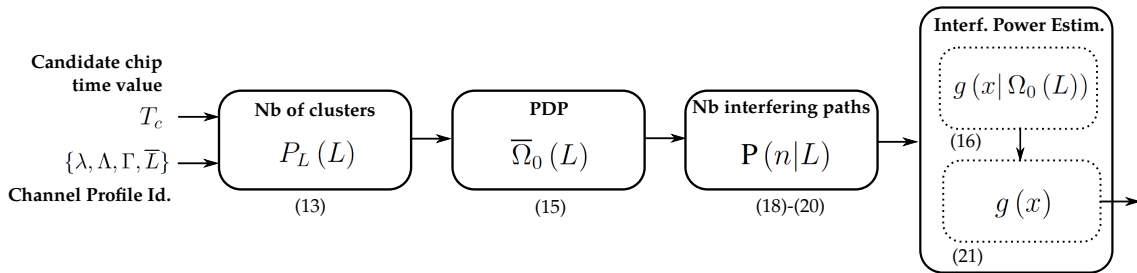 Candidate chip
time value
T_c
{λ, Λ, Γ, L̅}
Channel Profile Id.
Nb of clusters
P_L (L)
(13)
PDP
Ω̅_0 (L)
(15)
Nb interfering paths
P (n|L)
(18)-(20)
Interf. Power Estim.
g (x| Ω_0 (L))
(16)
g (x)
(21)